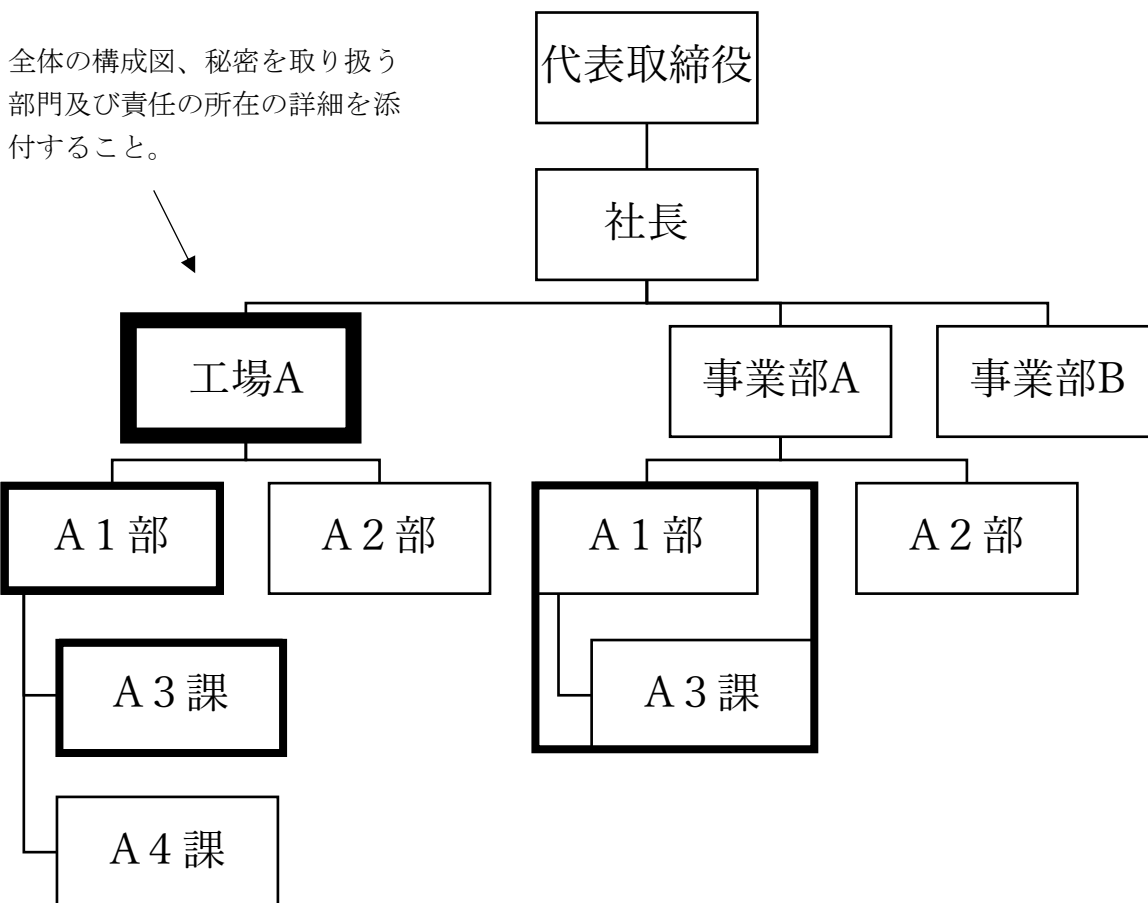 全体の構成図、秘密を取り扱う
部門及び責任の所在の詳細を添
付すること。
代表取締役
社長
工場A
事業部A
事業部B
A1部
A2部
A1部
A2部
A3課
A3課
A4課